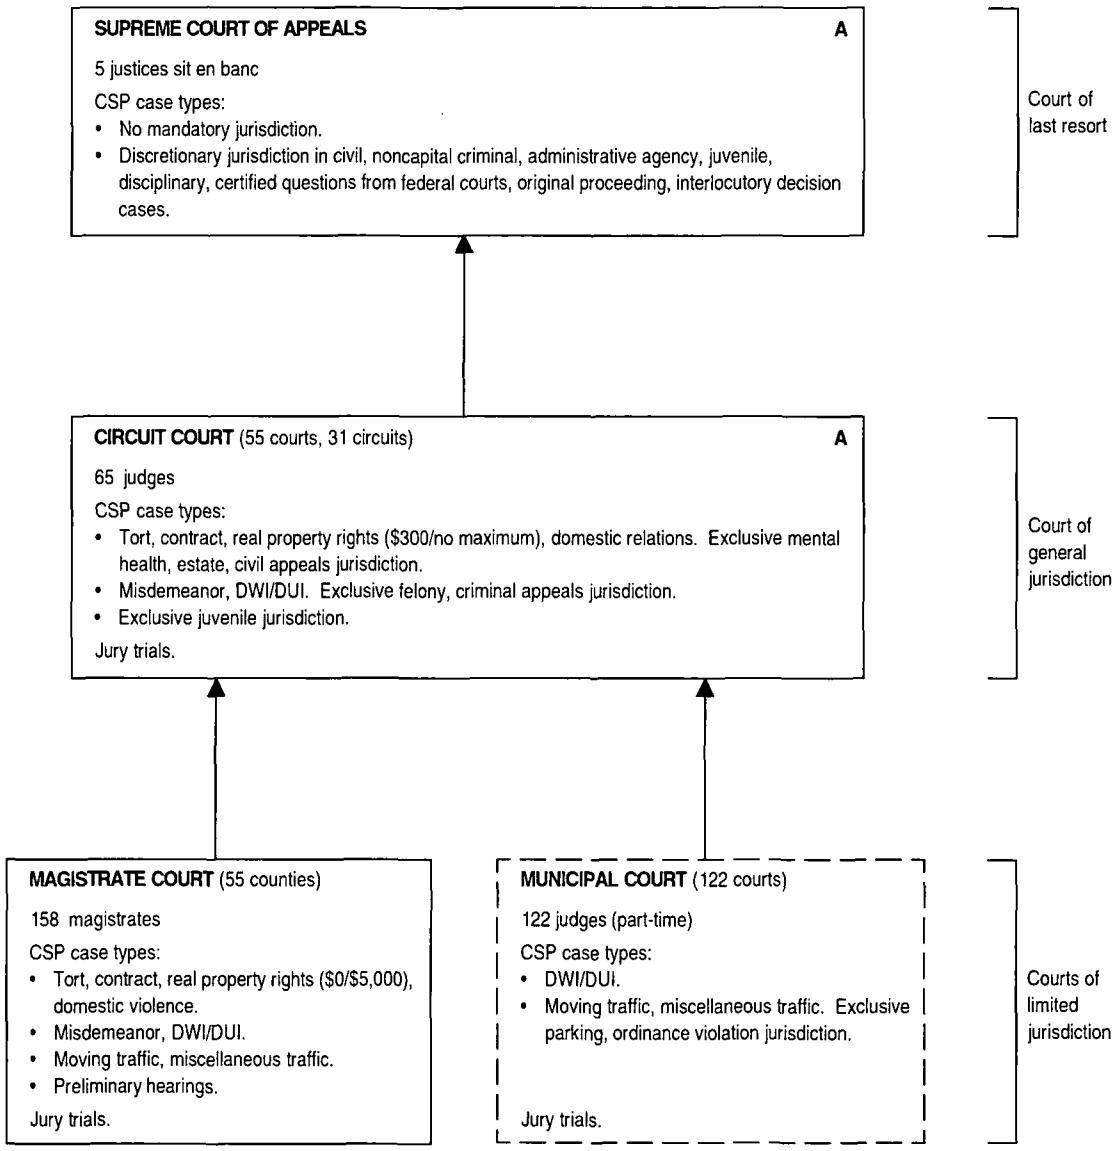 SUPREME COURT OF APPEALS A
5 justices sit en banc
CSP case types:
• No mandatory jurisdiction.
• Discretionary jurisdiction in civil, noncapital criminal, administrative agency, juvenile,
disciplinary, certified questions from federal courts, original proceeding, interlocutory decision
cases.
Court of
last resort
CIRCUIT COURT (55 courts, 31 circuits) A
65 judges
CSP case types:
• Tort, contract, real property rights ($300/no maximum), domestic relations. Exclusive mental
health, estate, civil appeals jurisdiction.
• Misdemeanor, DWI/DUI. Exclusive felony, criminal appeals jurisdiction.
• Exclusive juvenile jurisdiction.
Jury trials.
Court of
general
jurisdiction
MAGISTRATE COURT (55 counties)
158 magistrates
CSP case types:
• Tort, contract, real property rights ($0/$5,000),
domestic violence.
• Misdemeanor, DWI/DUI.
• Moving traffic, miscellaneous traffic.
• Preliminary hearings.
Jury trials.
MUNICIPAL COURT (122 courts)
122 judges (part-time)
CSP case types:
• DWI/DUI.
• Moving traffic, miscellaneous traffic. Exclusive
parking, ordinance violation jurisdiction.
Jury trials.
Courts of
limited
jurisdiction